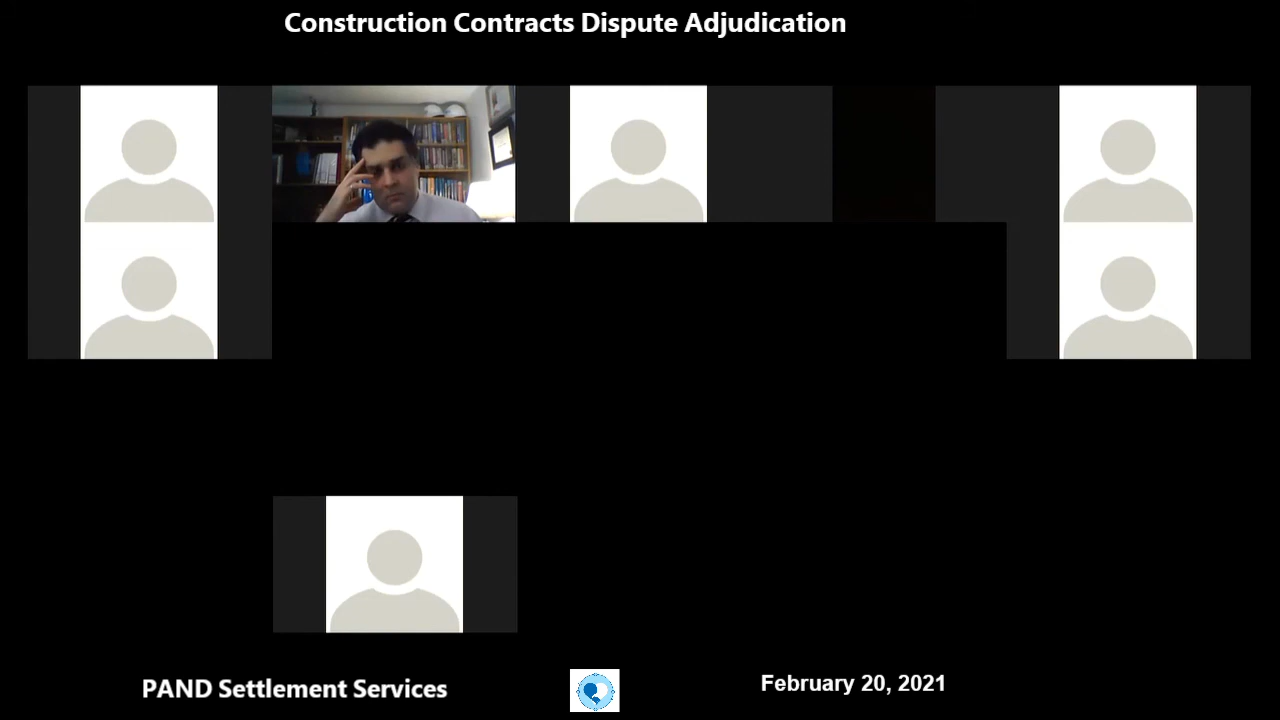 Construction Contracts Dispute Adjudication
PAND Settlement Services
February 20, 2021